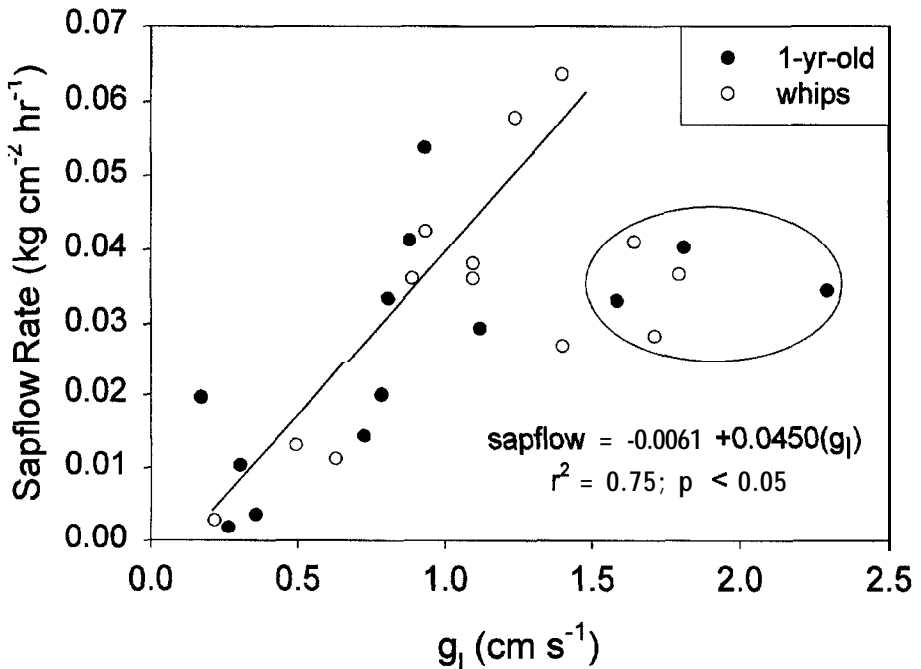 0.07
0.06
0.05
0.04
0.03
0.02
0.01
0.00
Sapflow Rate (kg cm⁻² hr⁻¹)
1-yr-old
whips
sapflow = -0.0061 +0.0450(gₗ)
r² = 0.75; p < 0.05
0.0 0.5 1.0 1.5 2.0 2.5
gₗ (cm s⁻¹)